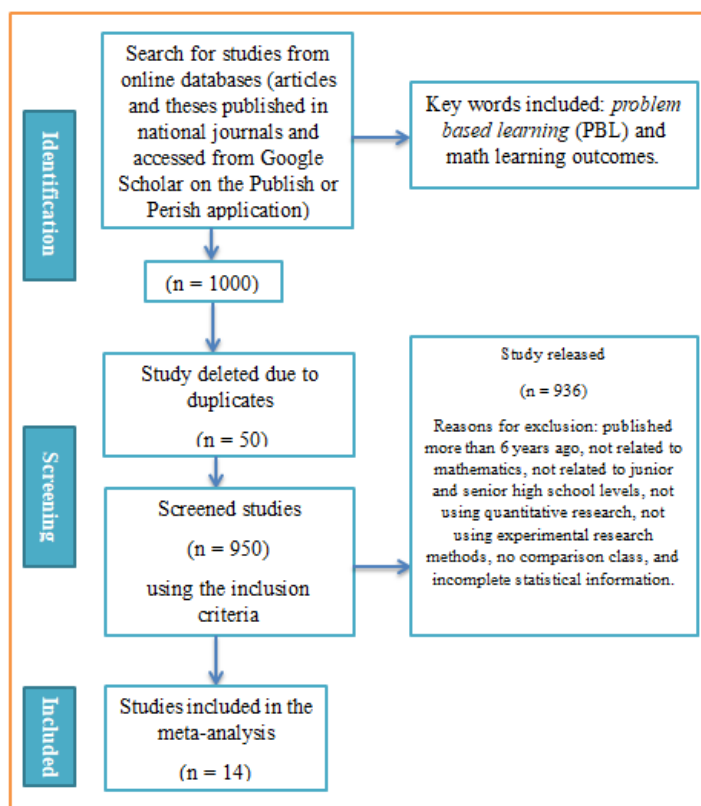 Identification
Search for studies from
online databases (articles
and theses published in
national journals and
accessed from Google
Scholar on the Publish or
Perish application)
Key words included: problem
based learning (PBL) and
math learning outcomes.
(n = 1000)
Screening
Study deleted due to
duplicates
(n = 50)
Screened studies
(n = 950)
using the inclusion
criteria
Study released
(n = 936)
Reasons for exclusion: published
more than 6 years ago, not related to
mathematics, not related to junior
and senior high school levels, not
using quantitative research, not
using experimental research
methods, no comparison class, and
incomplete statistical information.
Included
Studies included in the
meta-analysis
(n = 14)